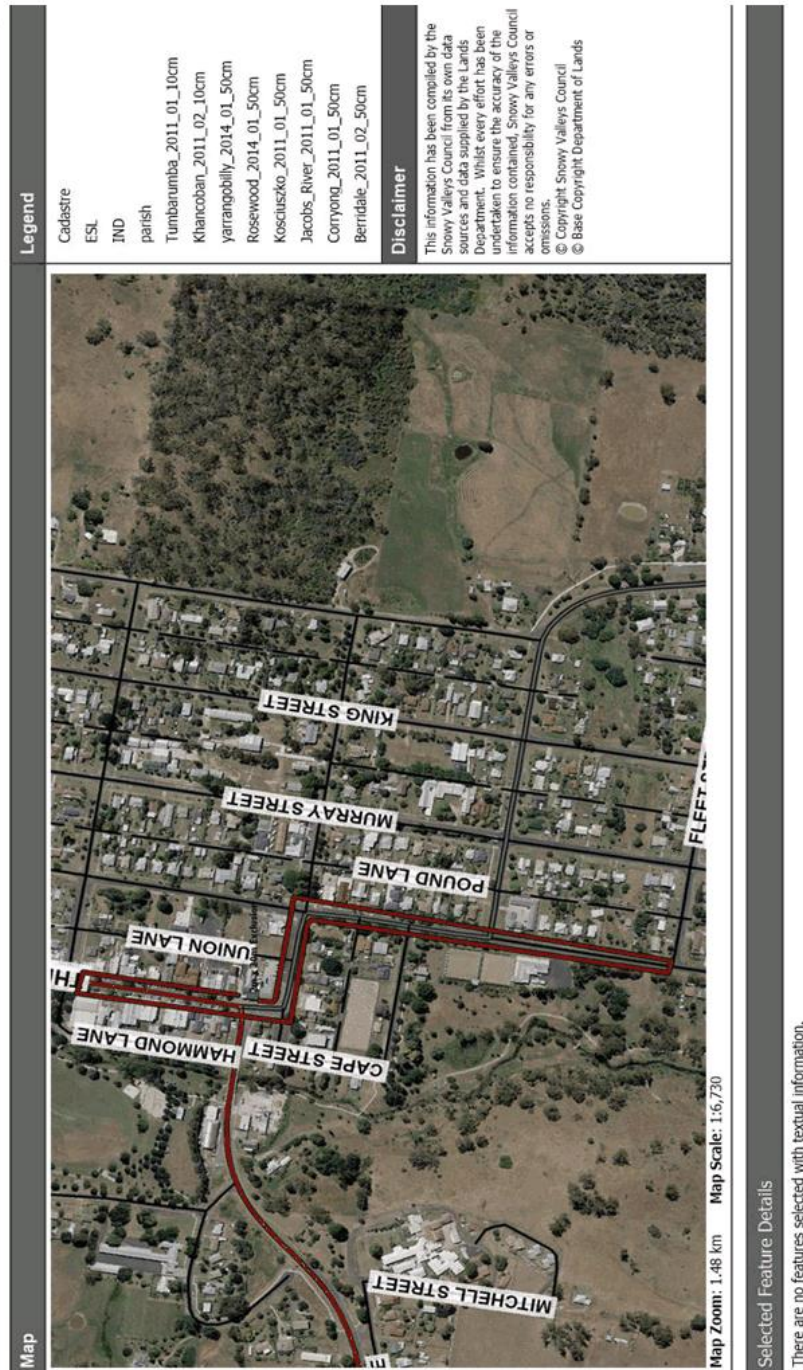 Map
Legend
Cadastre
ESL
IND
parish
Tumbarumba_2011_01_10cm
Khancoban_2011_02_10cm
yarrangobilly_2014_01_50cm
Rosewood_2014_01_50cm
Kosciuszko_2011_01_50cm
Jacobs_River_2011_01_50cm
Corryong_2011_01_50cm
Berridale_2011_02_50cm
Disclaimer
This information has been compiled by the
Snowy Valleys Council from its own data
sources and data supplied by the Lands
Department. Whilst every effort has been
undertaken to ensure the accuracy of the
information contained, Snowy Valleys Council
accepts no responsibility for any errors or
omissions.
© Copyright Snowy Valleys Council
© Base Copyright Department of Lands
KING STREET
MURRAY STREET
POUND LANE
UNION LANE
HAMMOND LANE
CAPE STREET
MITCHELL STREET
Map Zoom: 1.48 km Map Scale: 1:6,730
Selected Feature Details
There are no features selected with textual information.